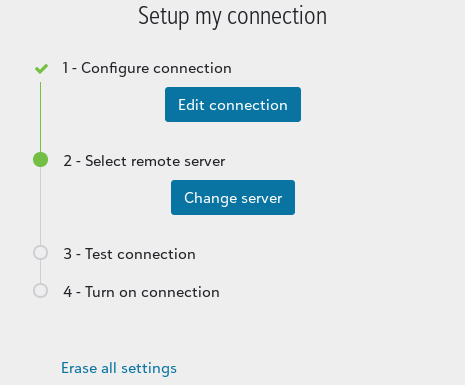 Setup my connection
1 - Configure connection
Edit connection
2 - Select remote server
Change server
3 - Test connection
4 - Turn on connection
Erase all settings